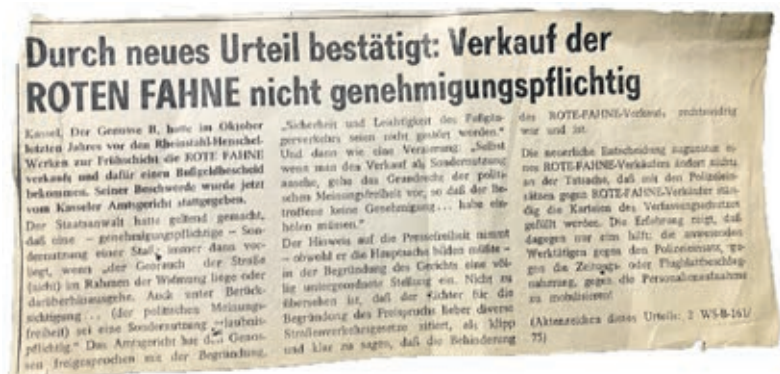 Durch neues Urteil bestätigt: Verkauf der
ROTEN FAHNE nicht genehmigungspflichtig
Kassel. Der Genosse B. hatte im Oktober
letzten Jahres vor den Rheinstahl-Henschel-
Werken zur Frühschicht die ROTE FAHNE
verkauft und dafür einen Bußgeldbescheid
bekommen. Seiner Beschwerde wurde jetzt
vom Kasseler Amtsgericht stattgegeben.
Der Staatsanwalt hatte geltend gemacht,
daß eine – genehmigungspflichtige – Son-
dernutzung einer Straße immer dann vor-
liegt, wenn „der Gebrauch der Straße
(nicht) im Rahmen der Widmung liege oder
darüberhinausgehe. Auch unter Berück-
sichtigung . . . (der politischen Meinungs-
freiheit) sei eine Sondernutzung erlaubnis-
pflichtig." Das Amtsgericht hat den Genos-
sen freigesprochen mit der Begründung,
„Sicherheit und Leichtigkeit des Fußgän-
gerverkehrs seien nicht gestört worden."
Und dann wie eine Verzierung: „Selbst
wenn man den Verkauf als Sondernutzung
ansehe, gehe das Grundrecht der politi-
schen Meinungsfreiheit vor, so daß der Be-
troffene keine Genehmigung . . . habe ein-
holen müssen."
Der Hinweis auf die Pressefreiheit nimmt
– obwohl er die Hauptsache bilden müßte –
in der Begründung des Gerichts eine völ-
lig untergeordnete Stellung ein. Nicht zu
übersehen ist, daß der Richter für die
Begründung des Freispruchs lieber diverse
Straßenverkehrsgesetze zitiert, als klipp
und klar zu sagen, daß die Behinderung
des ROTE-FAHNE-Verkaufs rechtswidrig
war und ist.
Die neuerliche Entscheidung zugunsten ei-
nes ROTE-FAHNE-Verkäufers ändert nichts
an der Tatsache, daß mit den Polizeiein-
sätzen gegen ROTE-FAHNE-Verkäufer stän-
dig die Karteien des Verfassungsschutzes
gefüllt werden. Die Erfahrung zeigt, daß
dagegen nur eins hilft: die anwesenden
Werktätigen gegen den Polizeieinsatz, ge-
gen die Zeitungs- oder Flugblattbeschlag-
nahmung, gegen die Personalienaufnahme
zu mobilisieren!
(Aktenzeichen dieses Urteils: 2 WS-B-161/
75)